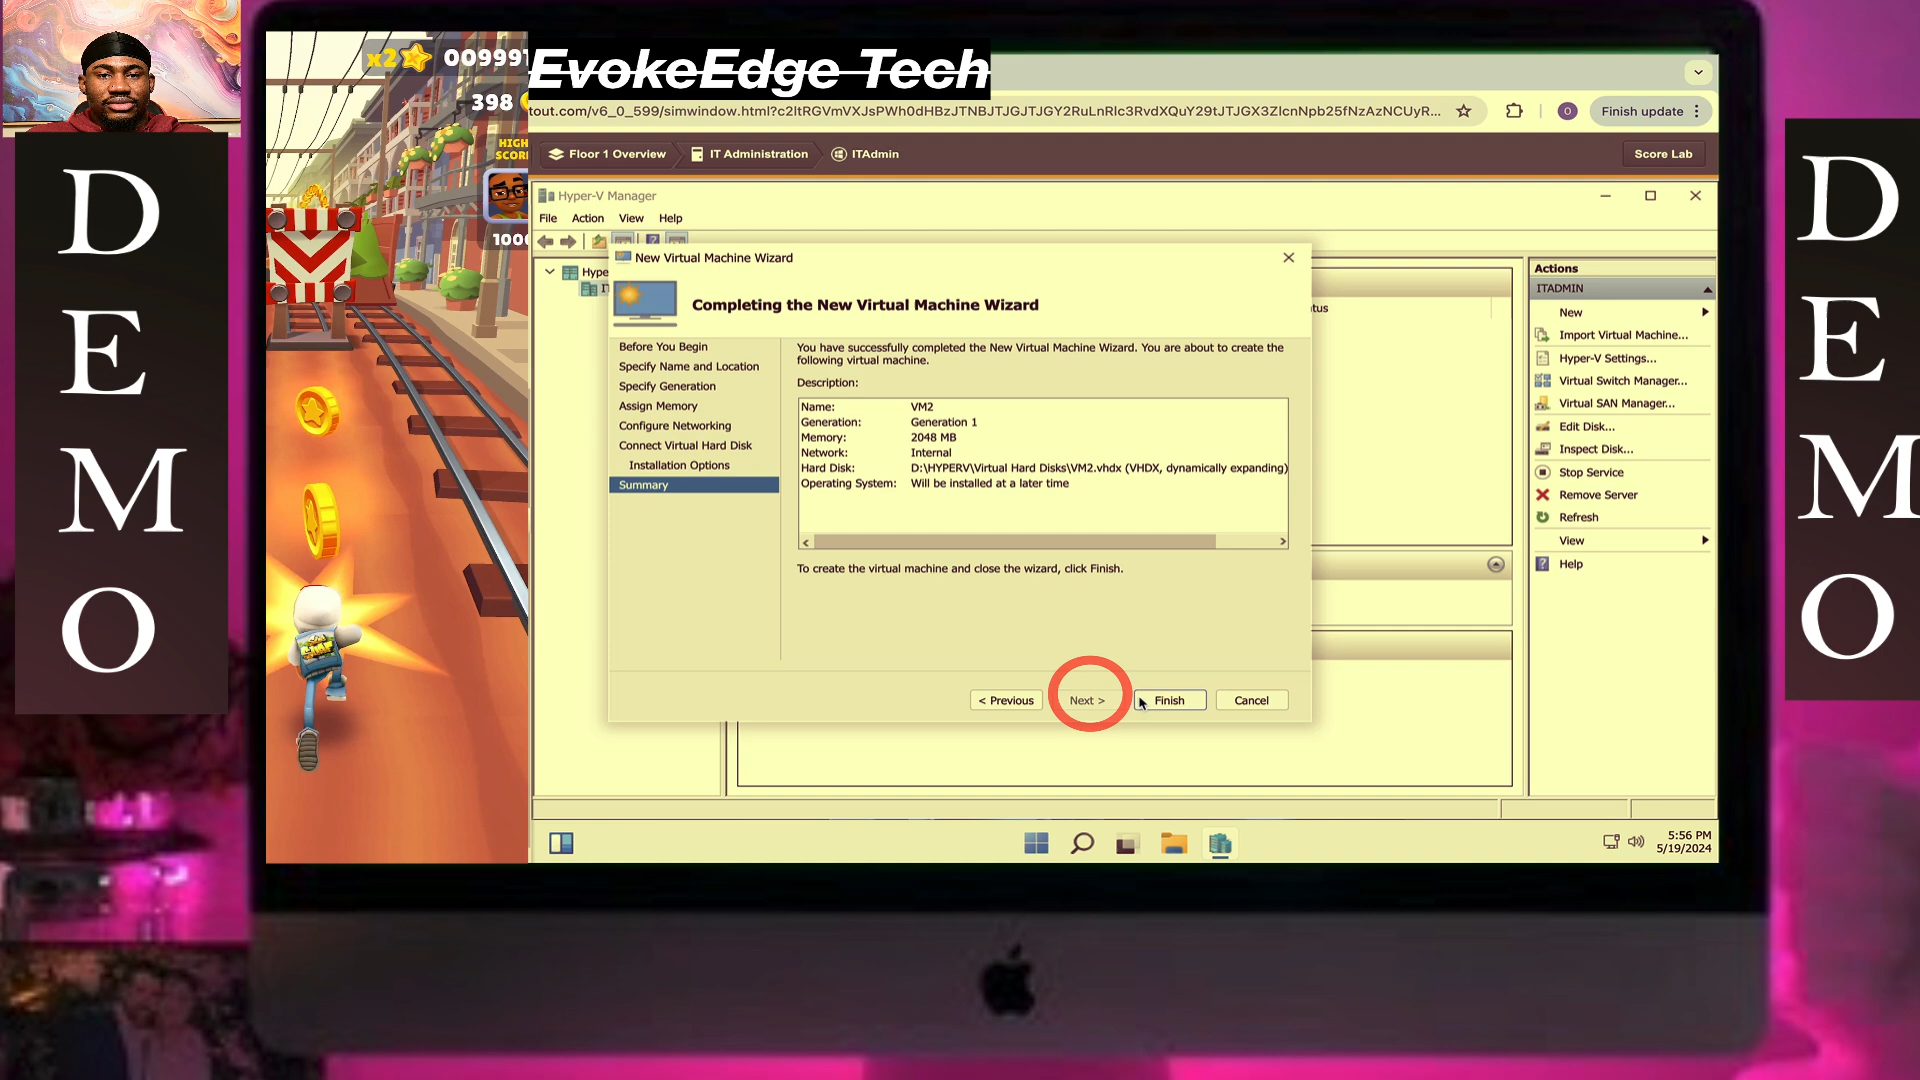 EvokeEdge Tech
x2
00999
398
HIGH
100
D
E
M
O
D
E
M
O
tout.com/v6_0_599/simwindow.html?c2ltRGVmVXJsPWh0dHBzJTNBJTJGJTJGY2RuLnRlc3RvdXQuY29tJTJGX3ZlcnNpb25fNzAzNCUyR...
Finish update
Floor 1 Overview
IT Administration
ITAdmin
Score Lab
Hyper-V Manager
File Action View Help
Hype
New Virtual Machine Wizard
Completing the New Virtual Machine Wizard
Before You Begin
Specify Name and Location
Specify Generation
Assign Memory
Configure Networking
Connect Virtual Hard Disk
Installation Options
Summary
You have successfully completed the New Virtual Machine Wizard. You are about to create the
following virtual machine.
Description:
Name: VM2
Generation: Generation 1
Memory: 2048 MB
Network: Internal
Hard Disk: D:\HYPERV\Virtual Hard Disks\VM2.vhdx (VHDX, dynamically expanding)
Operating System: Will be installed at a later time
To create the virtual machine and close the wizard, click Finish.
< Previous
Next >
Finish
Cancel
tus
Actions
ITADMIN
New
Import Virtual Machine...
Hyper-V Settings...
Virtual Switch Manager...
Virtual SAN Manager...
Edit Disk...
Inspect Disk...
Stop Service
Remove Server
Refresh
View
Help
5:56 PM
5/19/2024